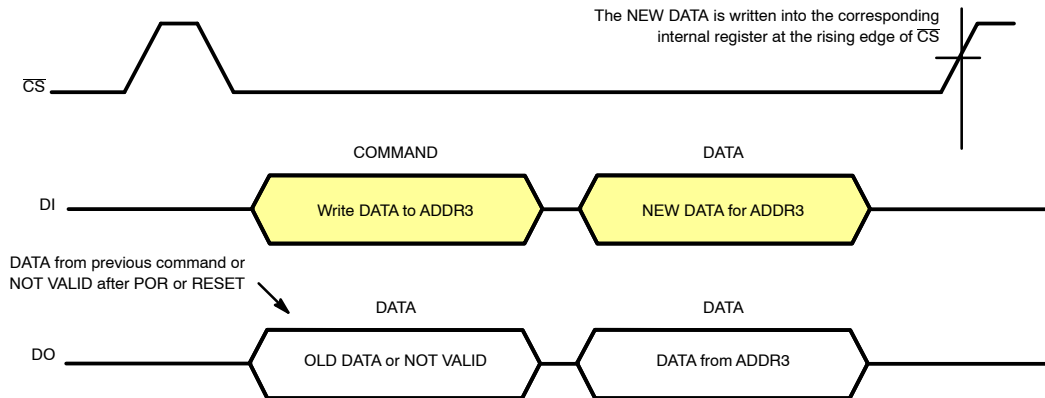 The NEW DATA is written into the corresponding
internal register at the rising edge of C̅S̅
C̅S̅
COMMAND
DATA
DI
Write DATA to ADDR3
NEW DATA for ADDR3
DATA from previous command or
NOT VALID after POR or RESET
DATA
DATA
DO
OLD DATA or NOT VALID
DATA from ADDR3